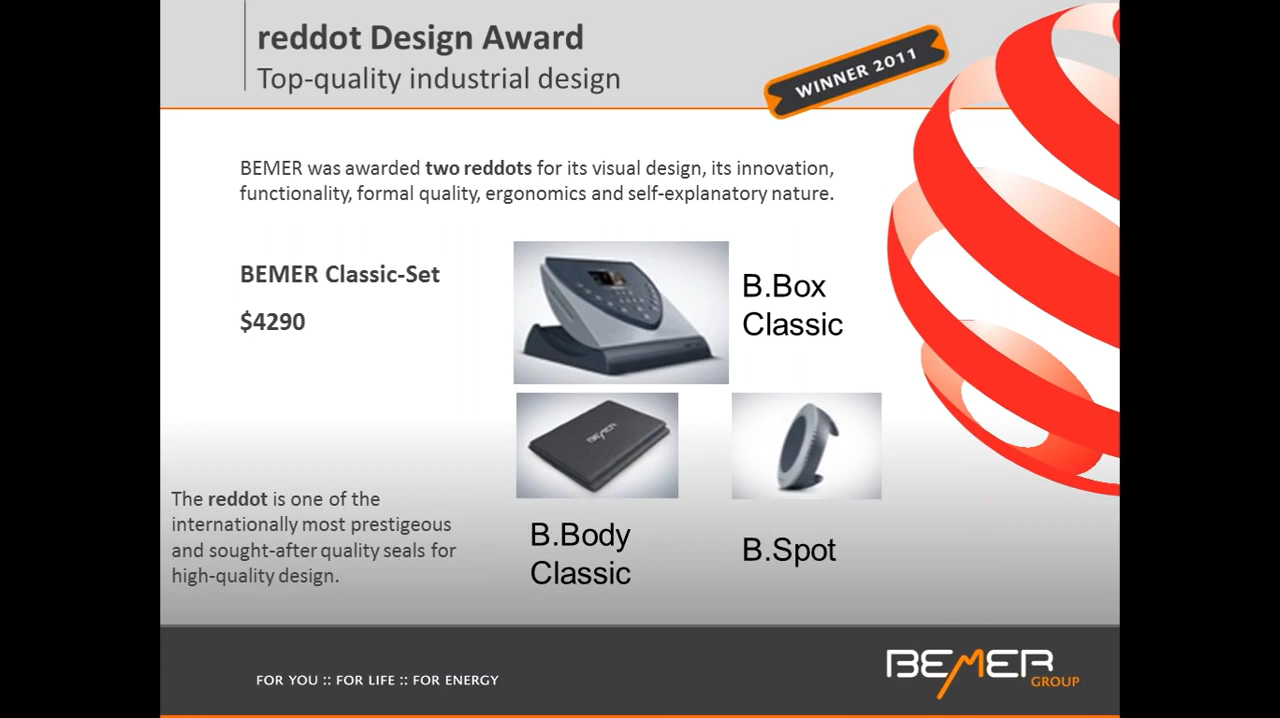 reddot Design Award
Top-quality industrial design
WINNER 2011
BEMER was awarded two reddots for its visual design, its innovation,
functionality, formal quality, ergonomics and self-explanatory nature.
BEMER Classic-Set
$4290
B.Box
Classic
BEMER
The reddot is one of the
internationally most prestigeous
and sought-after quality seals for
high-quality design.
B.Body
Classic
B.Spot
FOR YOU :: FOR LIFE :: FOR ENERGY
BEMER
GROUP